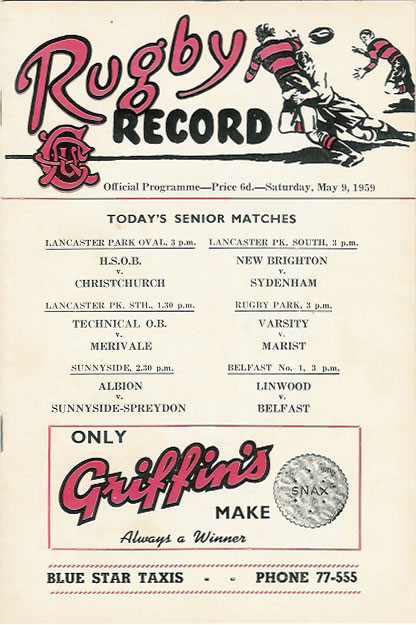 Rugby
RECORD
Official Programme—Price 6d.—Saturday, May 9, 1959
TODAY'S SENIOR MATCHES
LANCASTER PARK OVAL, 3 p.m.
H.S.O.B.
v.
CHRISTCHURCH
LANCASTER PK. SOUTH, 3 p.m.
NEW BRIGHTON
v.
SYDENHAM
LANCASTER PK. STH., 1.30 p.m.
TECHNICAL O.B.
v.
MERIVALE
RUGBY PARK, 3 p.m.
VARSITY
v.
MARIST
SUNNYSIDE, 2.30 p.m.
ALBION
v.
SUNNYSIDE-SPREYDON
BELFAST No. 1, 3 p.m.
LINWOOD
v.
BELFAST
ONLY
Griffin's
MAKE
SNAX
Always a Winner
BLUE STAR TAXIS - - PHONE 77-555